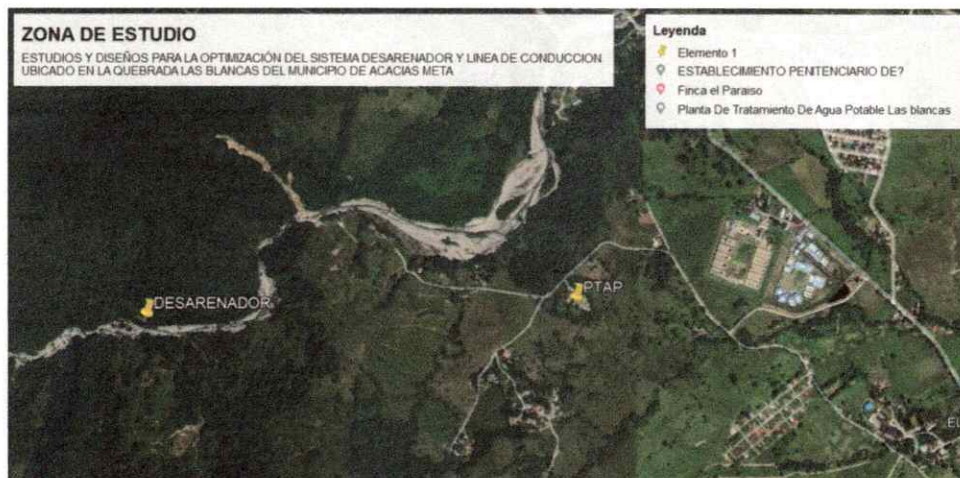 ZONA DE ESTUDIO
ESTUDIOS Y DISEÑOS PARA LA OPTIMIZACIÓN DEL SISTEMA DESARENADOR Y LINEA DE CONDUCCION
UBICADO EN LA QUEBRADA LAS BLANCAS DEL MUNICIPIO DE ACACIAS META
Leyenda
Elemento 1
ESTABLECIMIENTO PENITENCIARIO DE?
Finca el Paraiso
Planta De Tratamiento De Agua Potable Las blancas
DESARENADOR
PTAP
EL